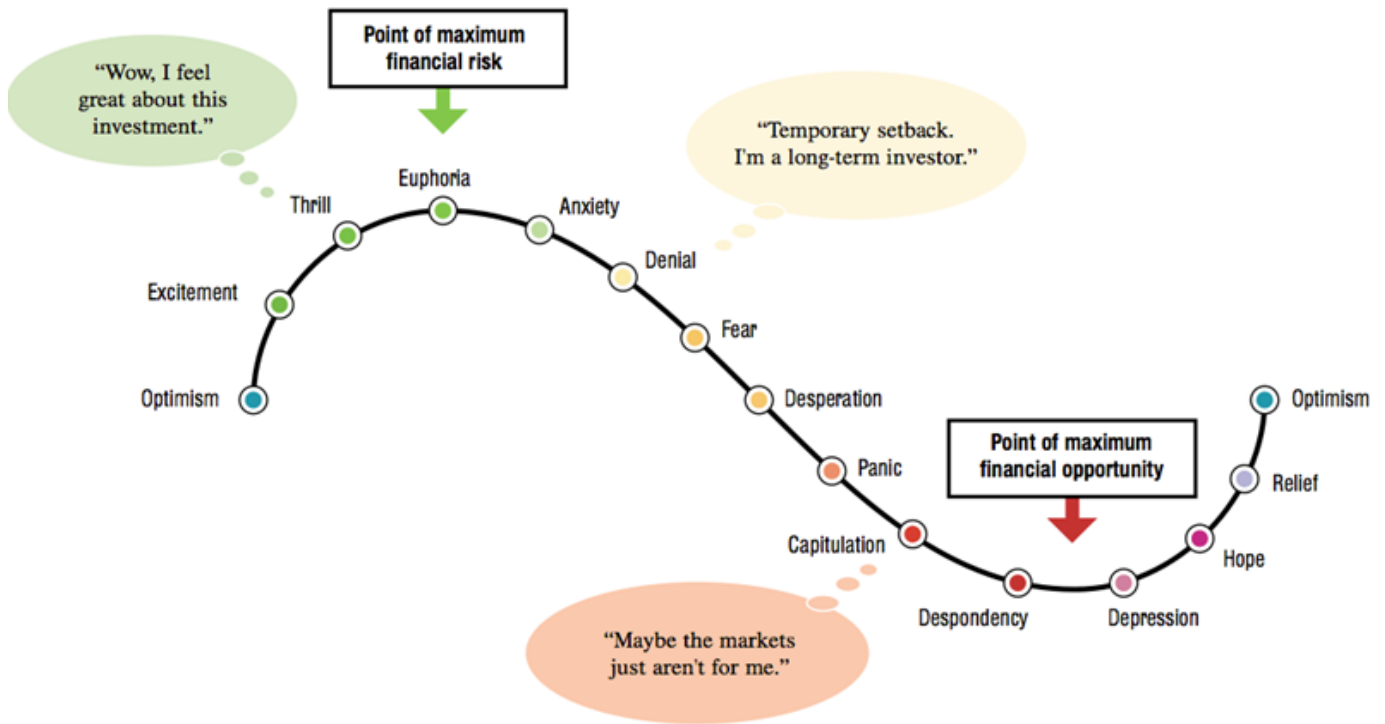 Point of maximum
financial risk
“Wow, I feel
great about this
investment.”
“Temporary setback.
I'm a long-term investor.”
Euphoria
Thrill
Anxiety
Denial
Excitement
Fear
Optimism
Desperation
Optimism
Point of maximum
financial opportunity
Panic
Relief
Capitulation
Hope
Despondency
Depression
“Maybe the markets
just aren't for me.”